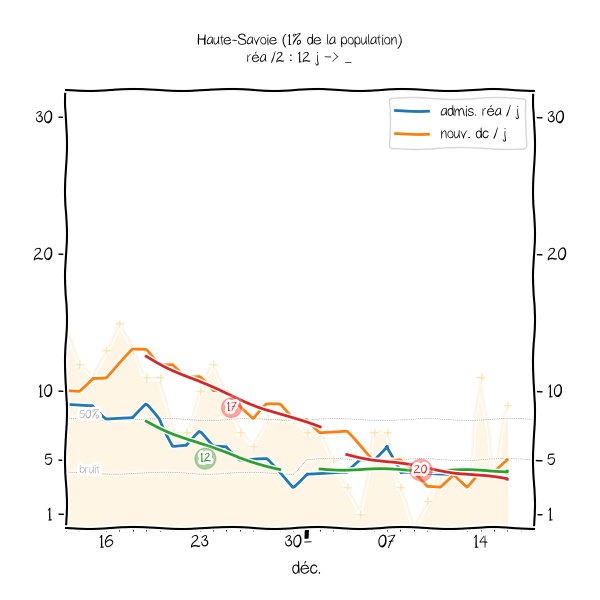 Haute-Savoie (1% de la population)
réa /2 : 12 j -> _
admis. réa / j
nouv. dc / j
30 30
20 20
10 10
50%
17
12
20
5 5
bruit
1 1
16 23 30 07 14
déc.